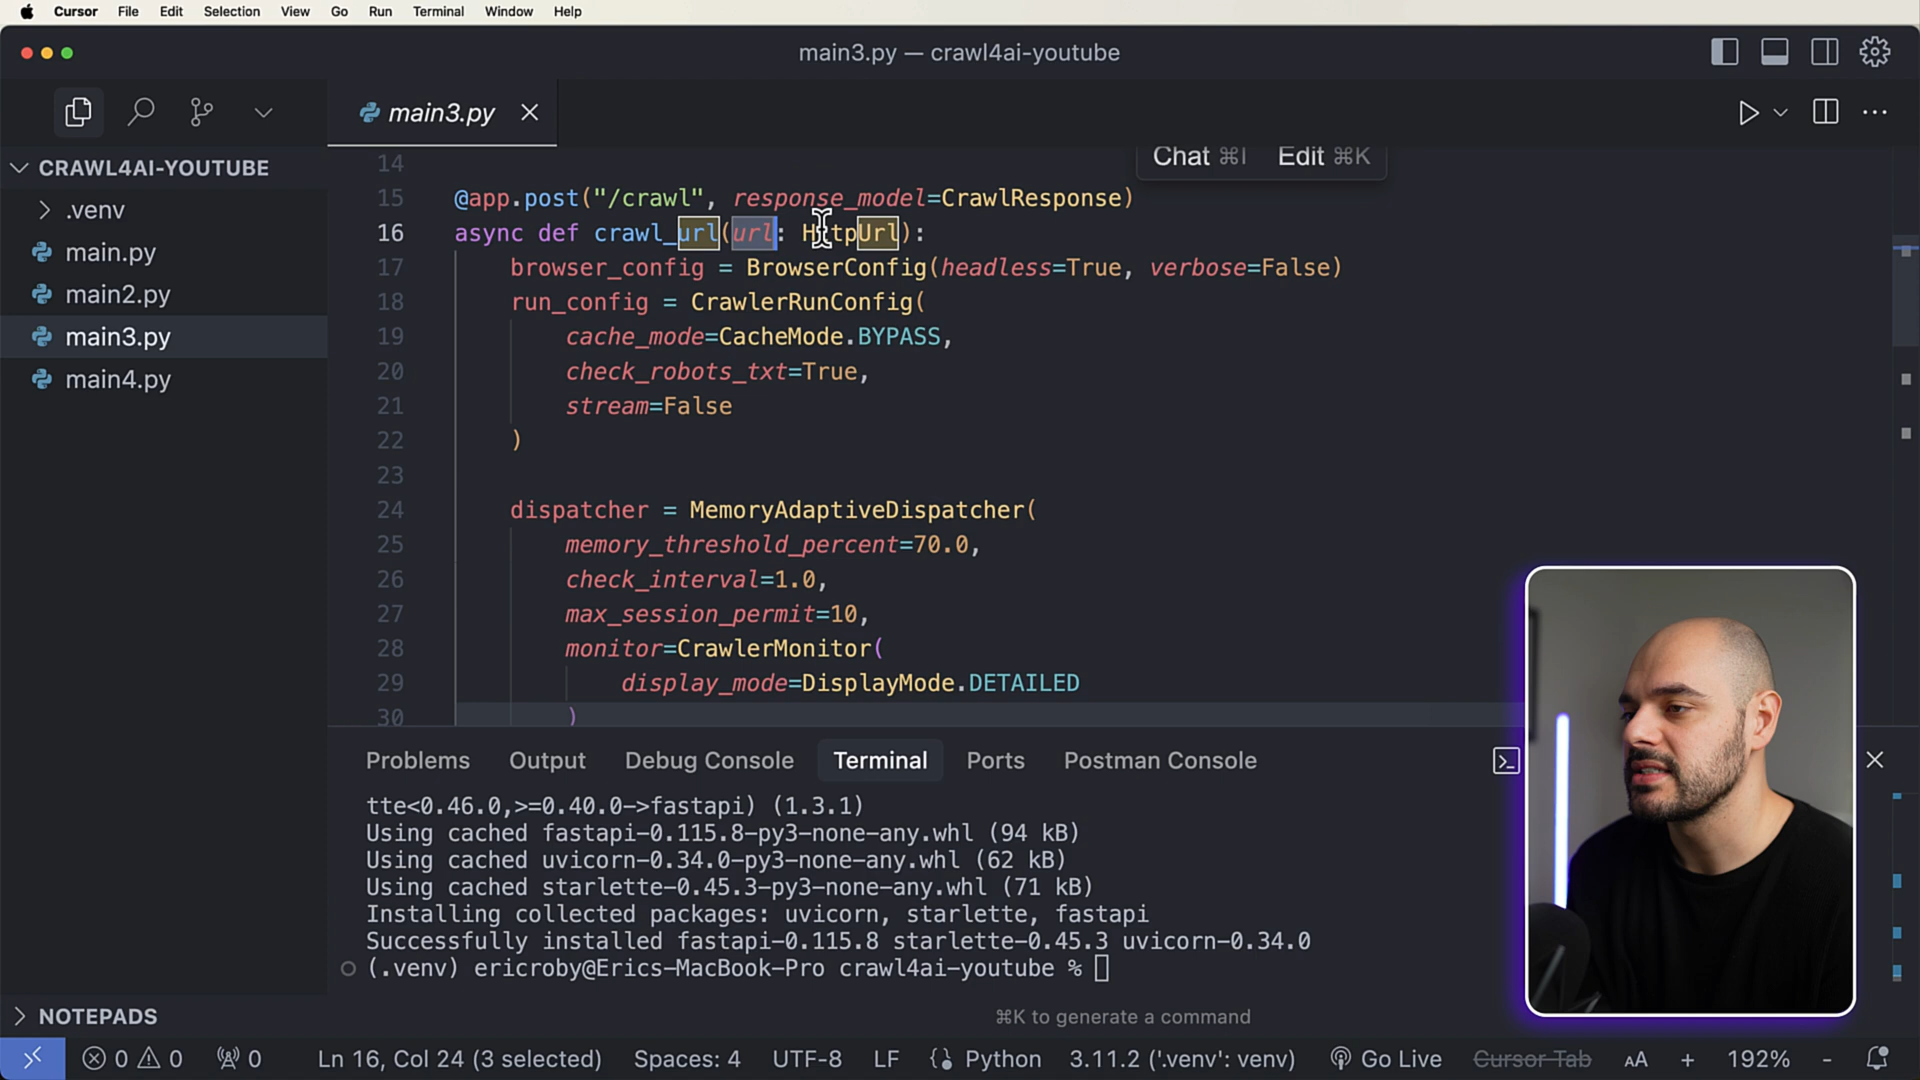 Cursor File Edit Selection View Go Run Terminal Window Help
main3.py — crawl4ai-youtube
main3.py
CRAWL4AI-YOUTUBE
.venv
main.py
main2.py
main3.py
main4.py
Chat ⌘I Edit ⌘K
14
15 @app.post("/crawl", response_model=CrawlResponse)
16 async def crawl_url(url: HttpUrl):
17 browser_config = BrowserConfig(headless=True, verbose=False)
18 run_config = CrawlerRunConfig(
19 cache_mode=CacheMode.BYPASS,
20 check_robots_txt=True,
21 stream=False
22 )
23
24 dispatcher = MemoryAdaptiveDispatcher(
25 memory_threshold_percent=70.0,
26 check_interval=1.0,
27 max_session_permit=10,
28 monitor=CrawlerMonitor(
29 display_mode=DisplayMode.DETAILED
30 )
Problems Output Debug Console Terminal Ports Postman Console
tte<0.46.0,>=0.40.0->fastapi) (1.3.1)
Using cached fastapi-0.115.8-py3-none-any.whl (94 kB)
Using cached uvicorn-0.34.0-py3-none-any.whl (62 kB)
Using cached starlette-0.45.3-py3-none-any.whl (71 kB)
Installing collected packages: uvicorn, starlette, fastapi
Successfully installed fastapi-0.115.8 starlette-0.45.3 uvicorn-0.34.0
(.venv) ericroby@Erics-MacBook-Pro crawl4ai-youtube %
NOTEPADS
⌘K to generate a command
0 0 0 Ln 16, Col 24 (3 selected) Spaces: 4 UTF-8 LF {} Python 3.11.2 ('.venv': venv) Go Live Cursor Tab AA + 192% -